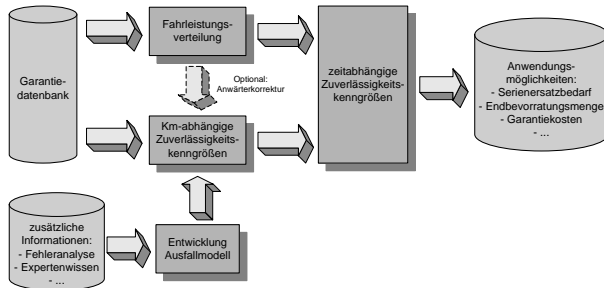 Garantie-
datenbank
Fahrleistungs-
verteilung
Optional:
Anwärterkorrektur
Km-abhängige
Zuverlässigkeits-
kenngrößen
zeitabhängige
Zuverlässigkeits-
kenngrößen
Anwendungs-
möglichkeiten:
- Serienersatzbedarf
- Endbevorratungsmenge
- Garantiekosten
- ...
zusätzliche
Informationen:
- Fehleranalyse
- Expertenwissen
- ...
Entwicklung
Ausfallmodell